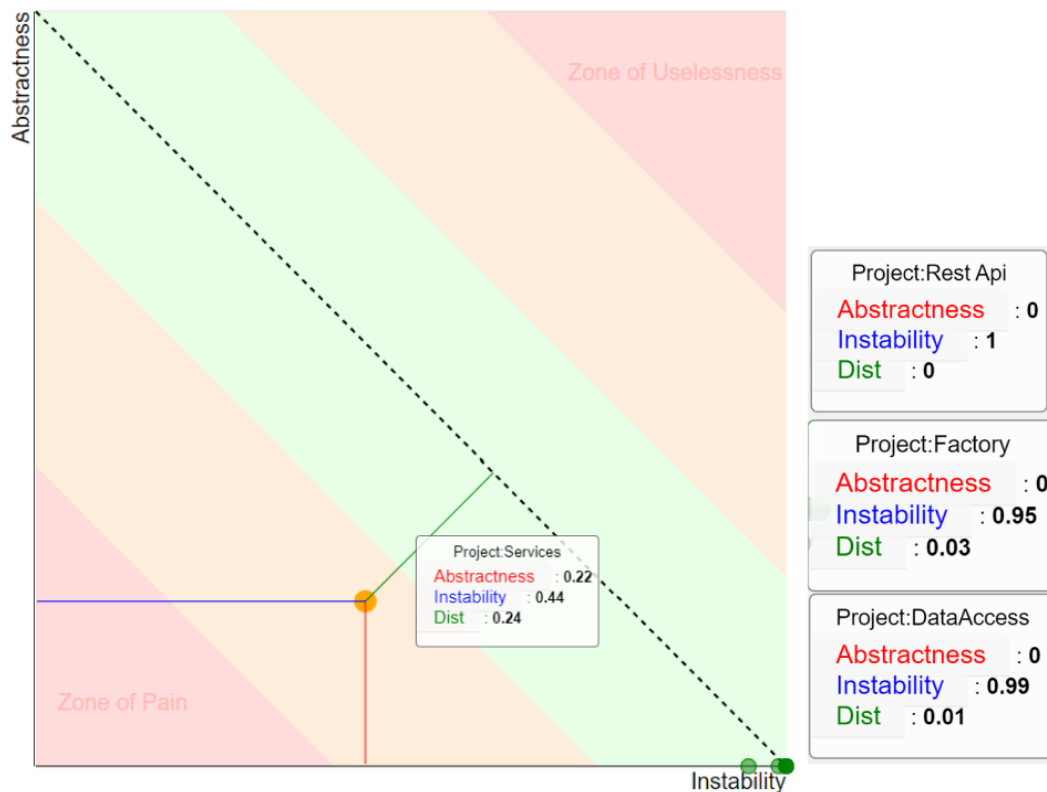 Abstractness
Zone of Uselessness
Project:Services
Abstractness : 0.22
Instability : 0.44
Dist : 0.24
Zone of Pain
Instability
Project:Rest Api
Abstractness : 0
Instability : 1
Dist : 0
Project:Factory
Abstractness : 0
Instability : 0.95
Dist : 0.03
Project:DataAccess
Abstractness : 0
Instability : 0.99
Dist : 0.01